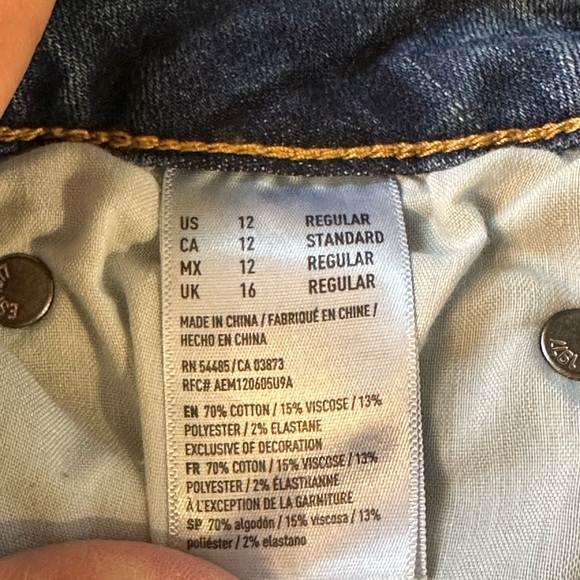 US 12 REGULAR
CA 12 STANDARD
MX 12 REGULAR
UK 16 REGULAR
MADE IN CHINA / FABRIQUÉ EN CHINE /
HECHO EN CHINA
RN 54485 / CA 03873
RFC# AEM120605U9A
EN 70% COTTON / 15% VISCOSE / 13%
POLYESTER / 2% ELASTANE
EXCLUSIVE OF DECORATION
FR 70% COTON / 15% VISCOSE / 13%
POLYESTER / 2% ÉLASTHANNE
À L'EXCEPTION DE LA GARNITURE
SP 70% algodón / 15% viscosa / 13%
poliéster / 2% elastano